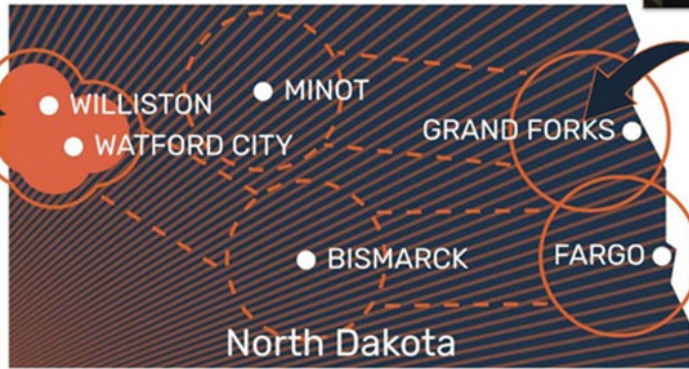 MINOT
WILLISTON
WATFORD CITY
GRAND FORKS
BISMARCK
FARGO
North Dakota